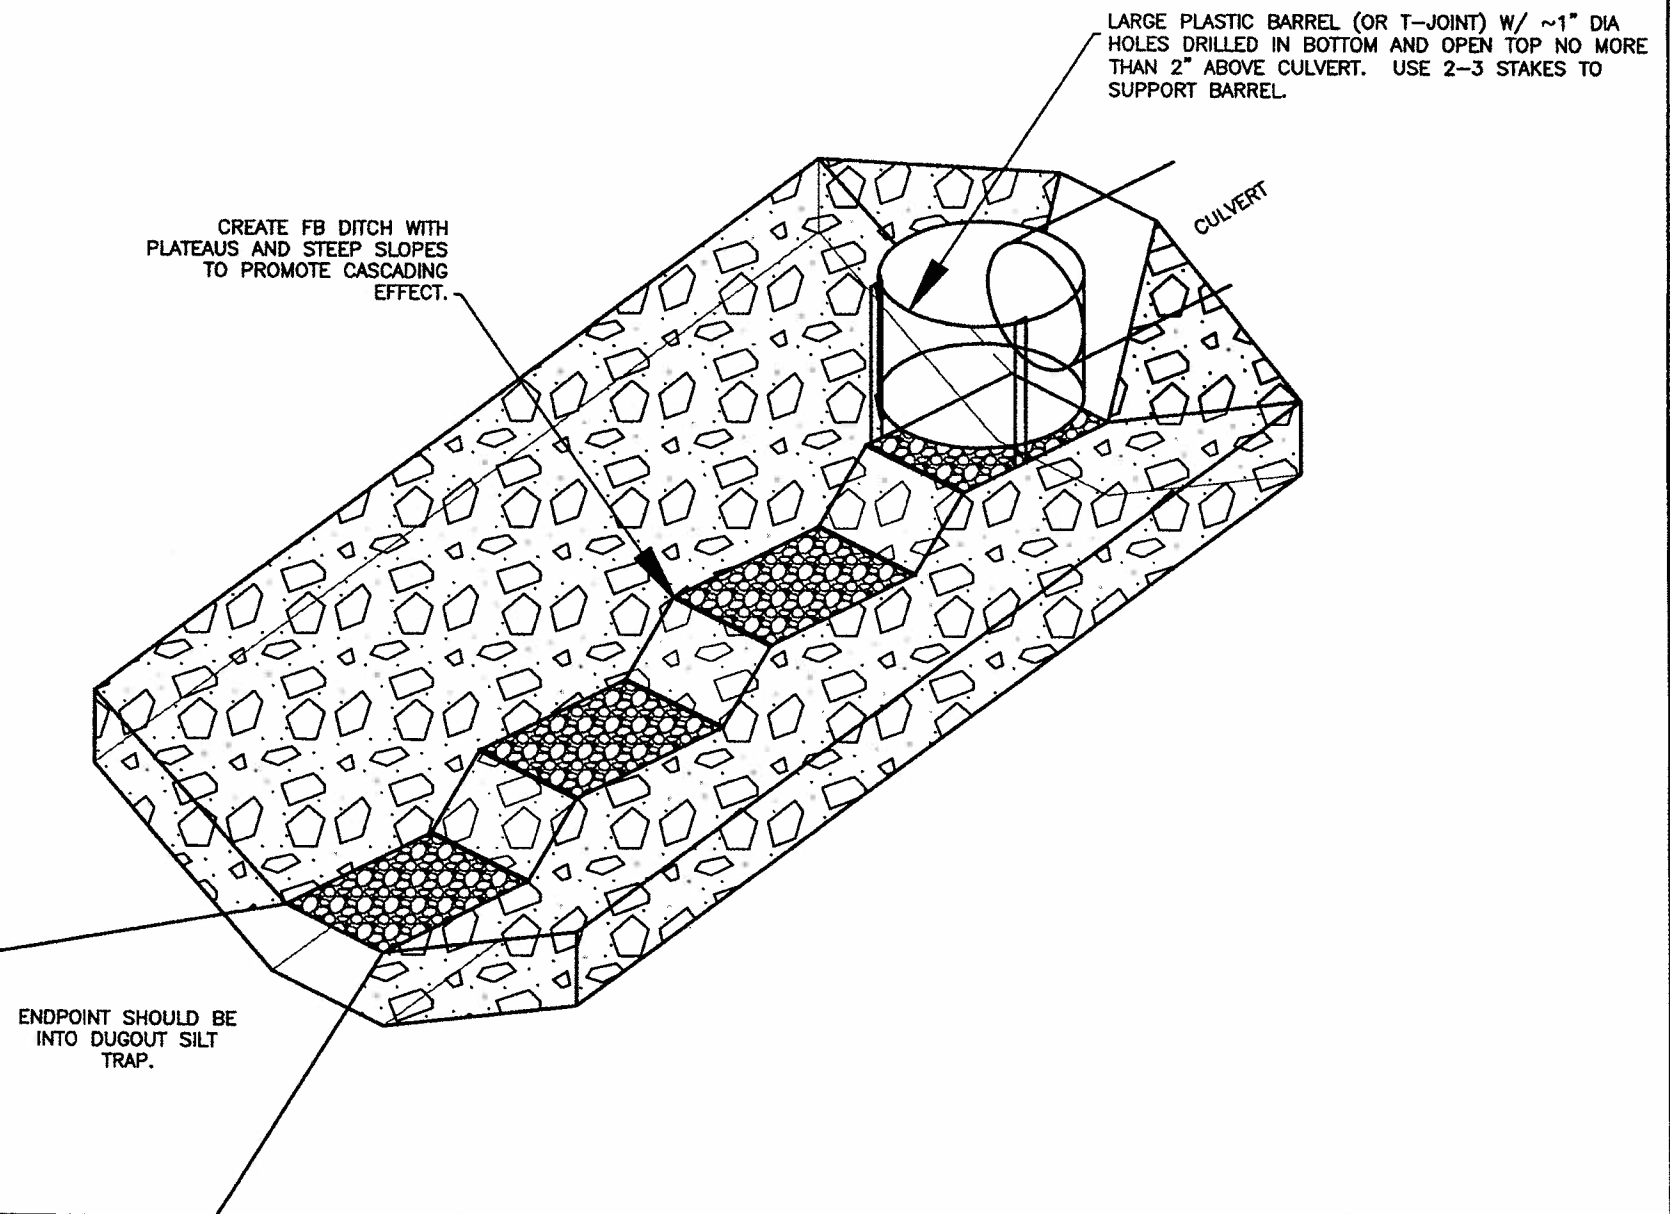 LARGE PLASTIC BARREL (OR T-JOINT) W/ ~1" DIA
HOLES DRILLED IN BOTTOM AND OPEN TOP NO MORE
THAN 2" ABOVE CULVERT. USE 2-3 STAKES TO
SUPPORT BARREL.
CULVERT
CREATE FB DITCH WITH
PLATEAUS AND STEEP SLOPES
TO PROMOTE CASCADING
EFFECT.
ENDPOINT SHOULD BE
INTO DUGOUT SILT
TRAP.